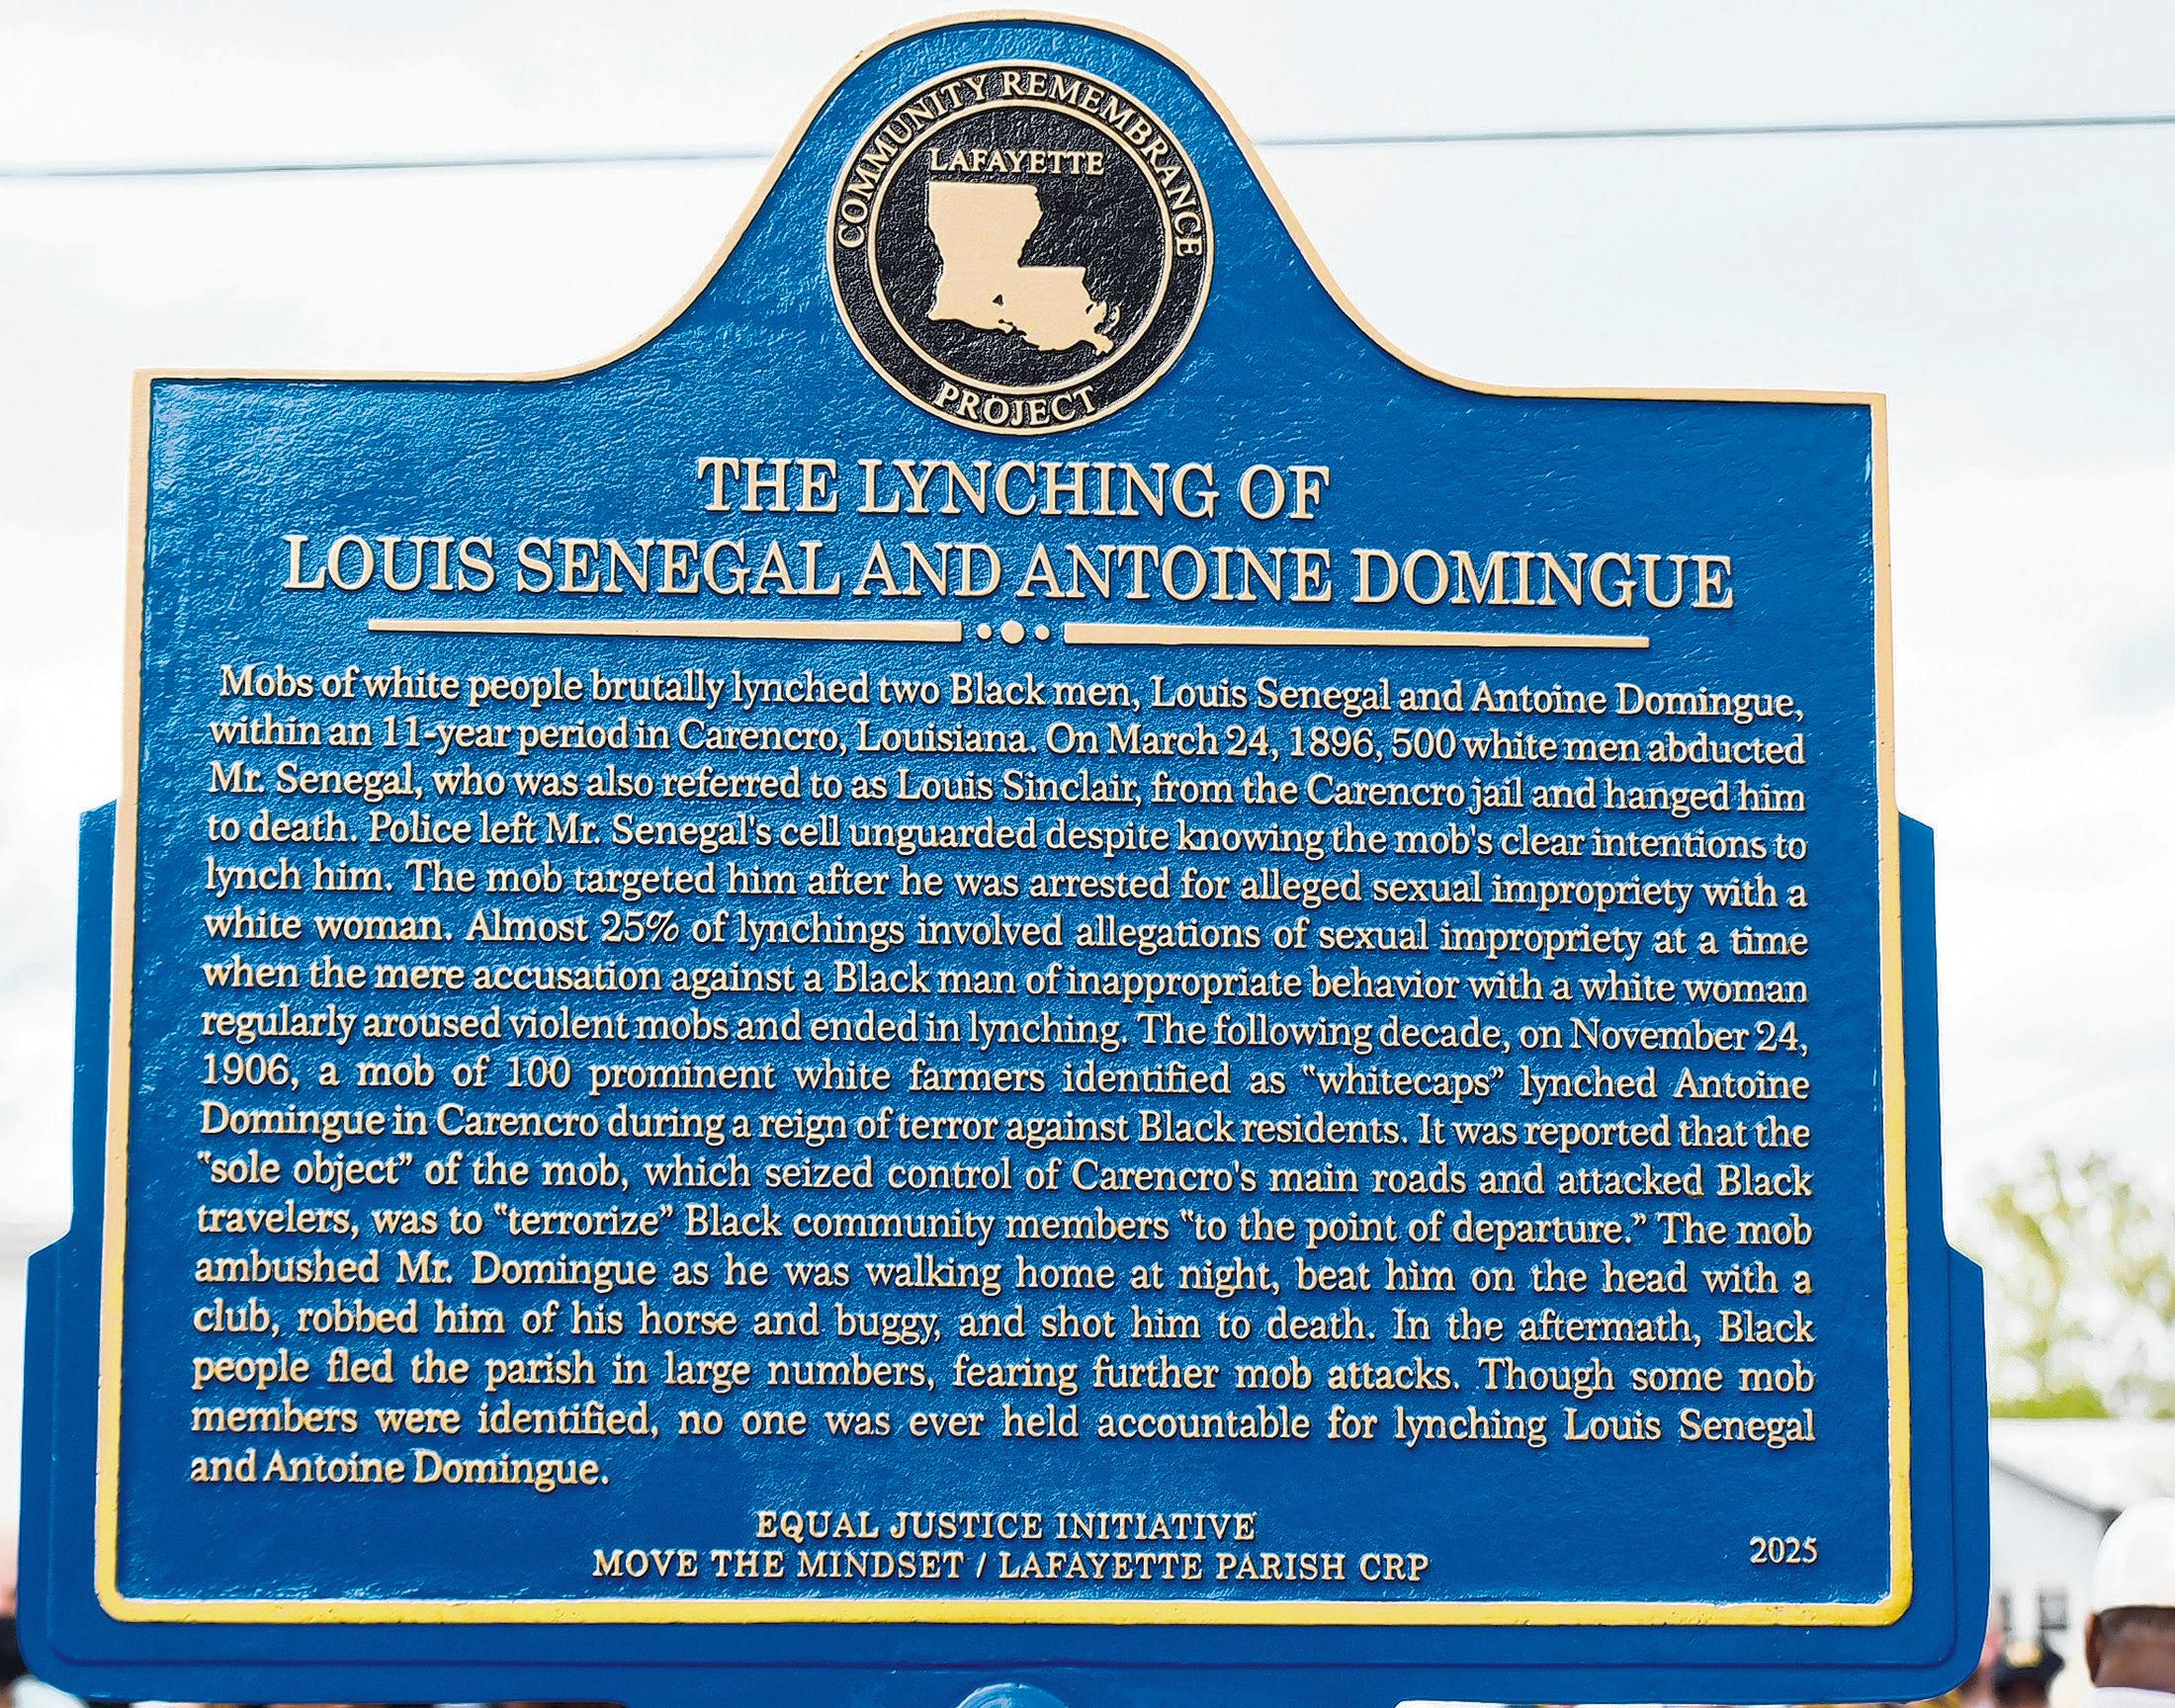 COMMUNITY REMEMBRANCE
LAFAYETTE
PROJECT
THE LYNCHING OF
LOUIS SENEGAL AND ANTOINE DOMINGUE
Mobs of white people brutally lynched two Black men, Louis Senegal and Antoine Domingue,
within an 11-year period in Carencro, Louisiana. On March 24, 1896, 500 white men abducted
Mr. Senegal, who was also referred to as Louis Sinclair, from the Carencro jail and hanged him
to death. Police left Mr. Senegal's cell unguarded despite knowing the mob's clear intentions to
lynch him. The mob targeted him after he was arrested for alleged sexual impropriety with a
white woman. Almost 25% of lynchings involved allegations of sexual impropriety at a time
when the mere accusation against a Black man of inappropriate behavior with a white woman
regularly aroused violent mobs and ended in lynching. The following decade, on November 24,
1906, a mob of 100 prominent white farmers identified as "whitecaps” lynched Antoine
Domingue in Carencro during a reign of terror against Black residents. It was reported that the
"sole object” of the mob, which seized control of Carencro's main roads and attacked Black
travelers, was to "terrorize” Black community members "to the point of departure.” The mob
ambushed Mr. Domingue as he was walking home at night, beat him on the head with a
club, robbed him of his horse and buggy, and shot him to death. In the aftermath, Black
people fled the parish in large numbers, fearing further mob attacks. Though some mob
members were identified, no one was ever held accountable for lynching Louis Senegal
and Antoine Domingue.
EQUAL JUSTICE INITIATIVE
MOVE THE MINDSET / LAFAYETTE PARISH CRP
2025